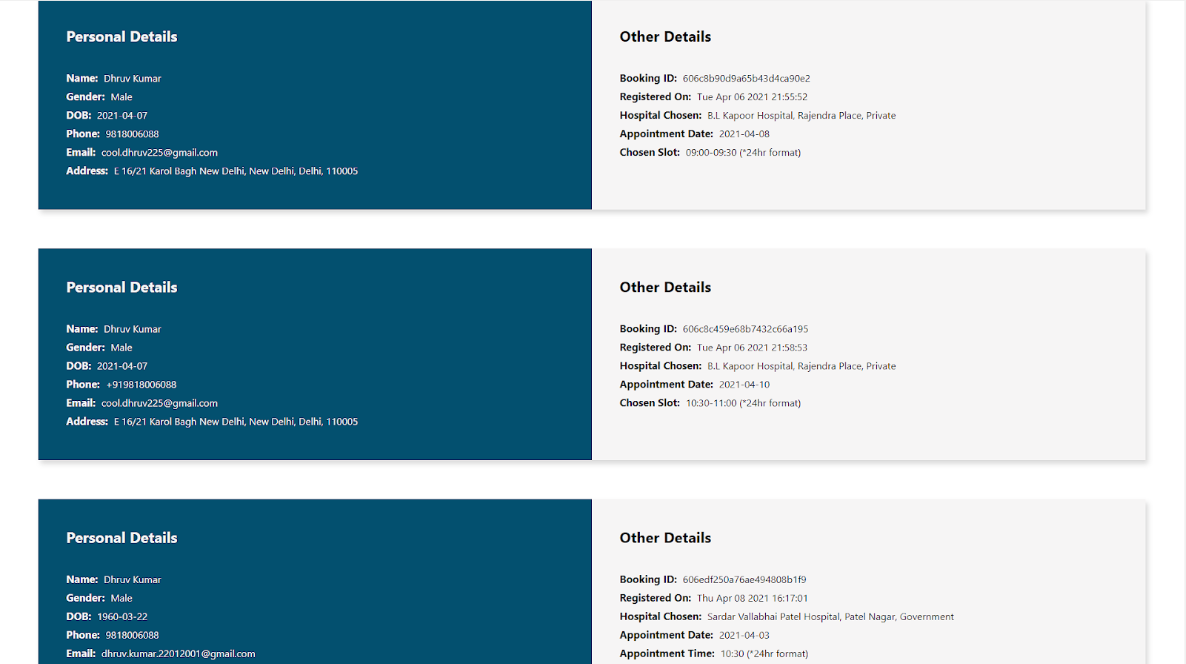 Personal Details
Name: Dhruv Kumar
Gender: Male
DOB: 2021-04-07
Phone: 9818006088
Email: cool.dhruv225@gmail.com
Address: E 16/21 Karol Bagh New Delhi, New Delhi, Delhi, 110005
Other Details
Booking ID: 606c8b90d9a65b43d4ca90e2
Registered On: Tue Apr 06 2021 21:55:52
Hospital Chosen: B.L Kapoor Hospital, Rajendra Place, Private
Appointment Date: 2021-04-08
Chosen Slot: 09:00-09:30 (*24hr format)
Personal Details
Name: Dhruv Kumar
Gender: Male
DOB: 2021-04-07
Phone: +919818006088
Email: cool.dhruv225@gmail.com
Address: E 16/21 Karol Bagh New Delhi, New Delhi, Delhi, 110005
Other Details
Booking ID: 606c8c459e68b7432c66a195
Registered On: Tue Apr 06 2021 21:58:53
Hospital Chosen: B.L Kapoor Hospital, Rajendra Place, Private
Appointment Date: 2021-04-10
Chosen Slot: 10:30-11:00 (*24hr format)
Personal Details
Name: Dhruv Kumar
Gender: Male
DOB: 1960-03-22
Phone: 9818006088
Email: dhruv.kumar.22012001@gmail.com
Other Details
Booking ID: 606edf250a76ae494808b1f9
Registered On: Thu Apr 08 2021 16:17:01
Hospital Chosen: Sardar Vallabhai Patel Hospital, Patel Nagar, Government
Appointment Date: 2021-04-03
Appointment Time: 10:30 (*24hr format)